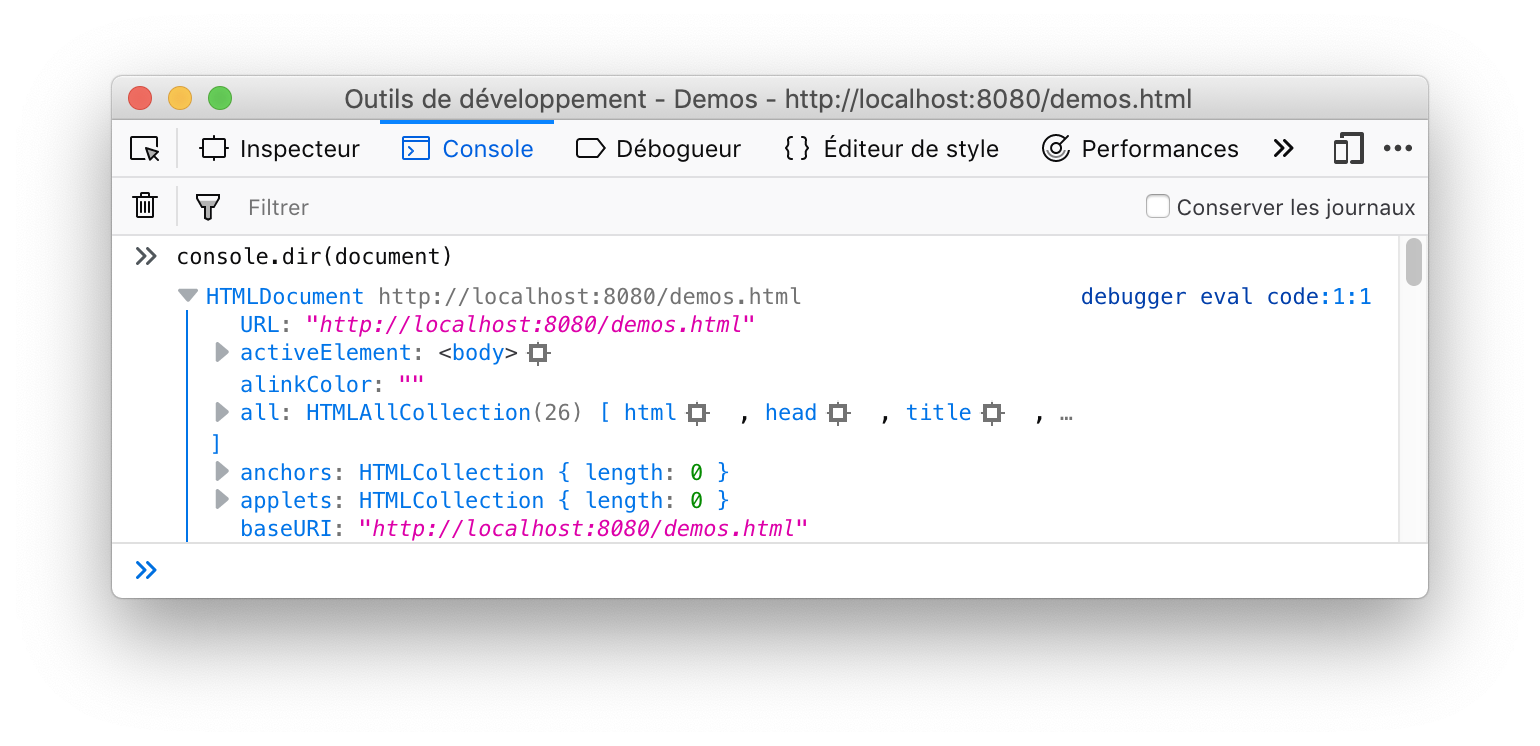 Outils de développement - Demos - http://localhost:8080/demos.html
Inspecteur Console Débogueur { } Éditeur de style Performances
Filtrer Conserver les journaux
console.dir(document)
HTMLDocument http://localhost:8080/demos.html debugger eval code:1:1
URL: "http://localhost:8080/demos.html"
activeElement: <body>
alinkColor: ""
all: HTMLAllCollection(26) [ html , head , title , …
]
anchors: HTMLCollection { length: 0 }
applets: HTMLCollection { length: 0 }
baseURI: "http://localhost:8080/demos.html"